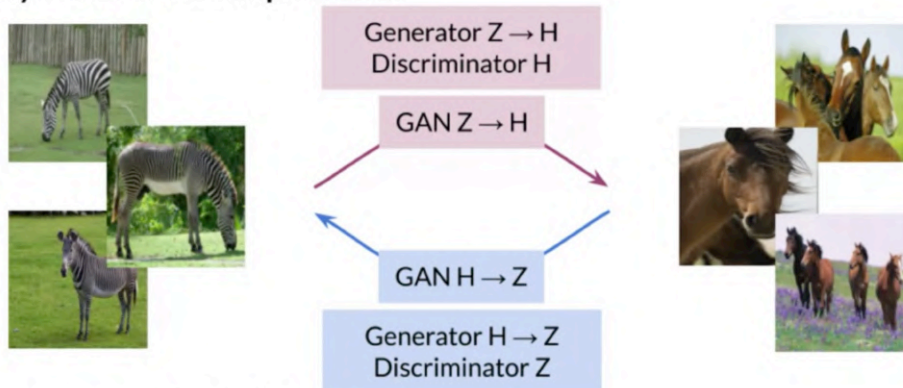 Generator Z → H
Discriminator H
GAN Z → H
GAN H → Z
Generator H → Z
Discriminator Z